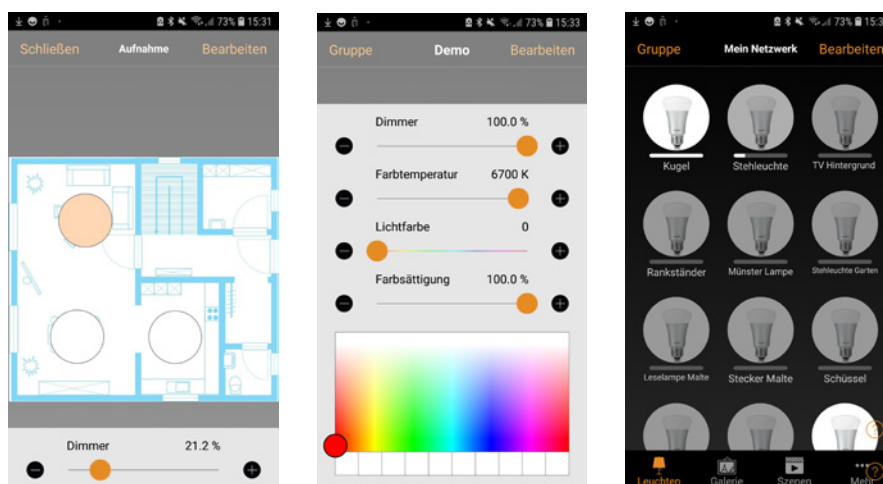 73% 15:31
Schließen Aufnahme Bearbeiten
Dimmer 21.2 %
73% 15:33
Gruppe Demo Bearbeiten
Dimmer 100.0 %
Farbtemperatur 6700 K
Lichtfarbe 0
Farbsättigung 100.0 %
73% 15:3
Gruppe Mein Netzwerk Bearbeiten
Kugel Stehleuchte TV Hintergrund
Rankständer Münster Lampe Stehleuchte Garten
Leselampe Malte Stecker Malte Schüssel
? 
Leuchten Galerie Szenen Mehr ?